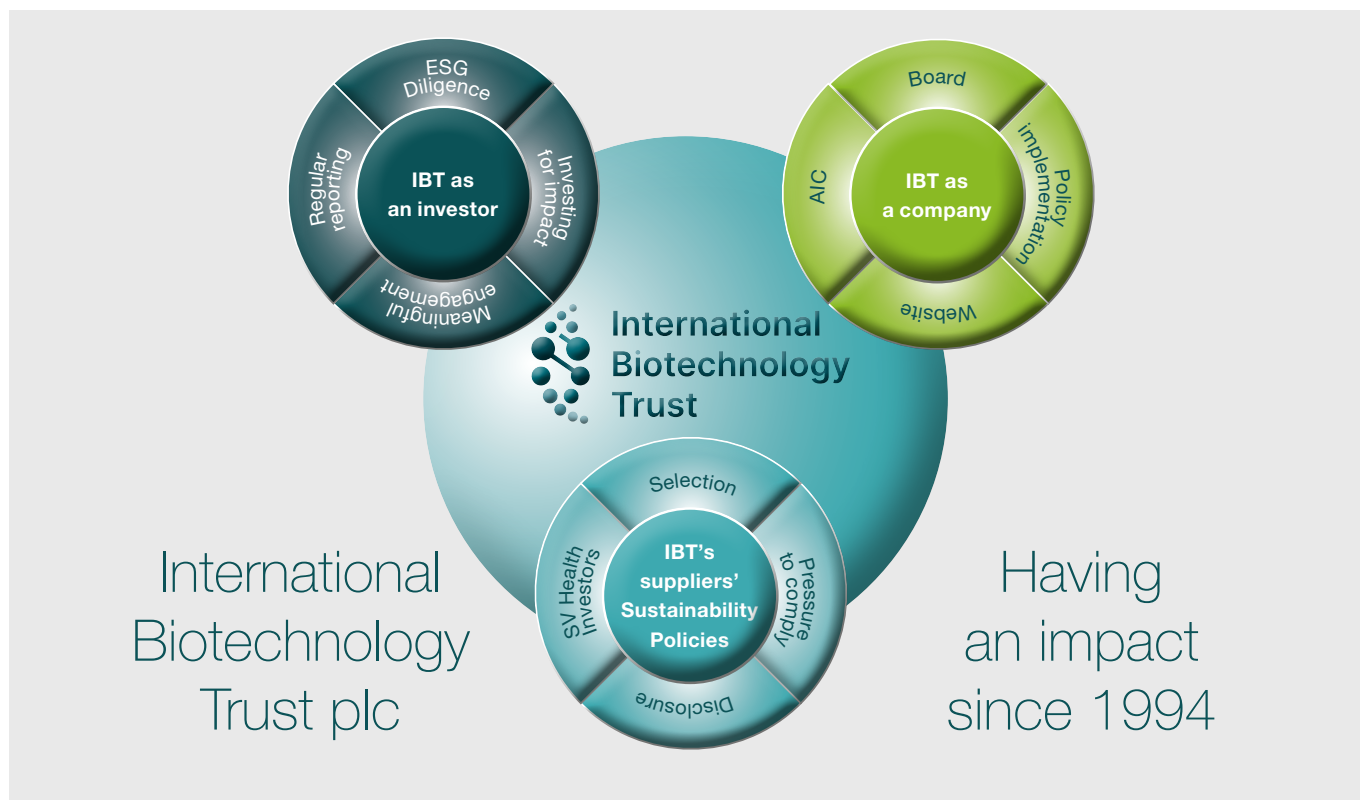 ESG
Diligence
Investing
for impact
Meaningful
engagement
Regular
reporting
IBT as
an investor
Board
Policy
implementation
Website
AIC
IBT as
a company
International
Biotechnology
Trust
Selection
Pressure
to comply
Disclosure
SV Health
Investors
IBT's
suppliers'
Sustainability
Policies
International
Biotechnology
Trust plc
Having
an impact
since 1994